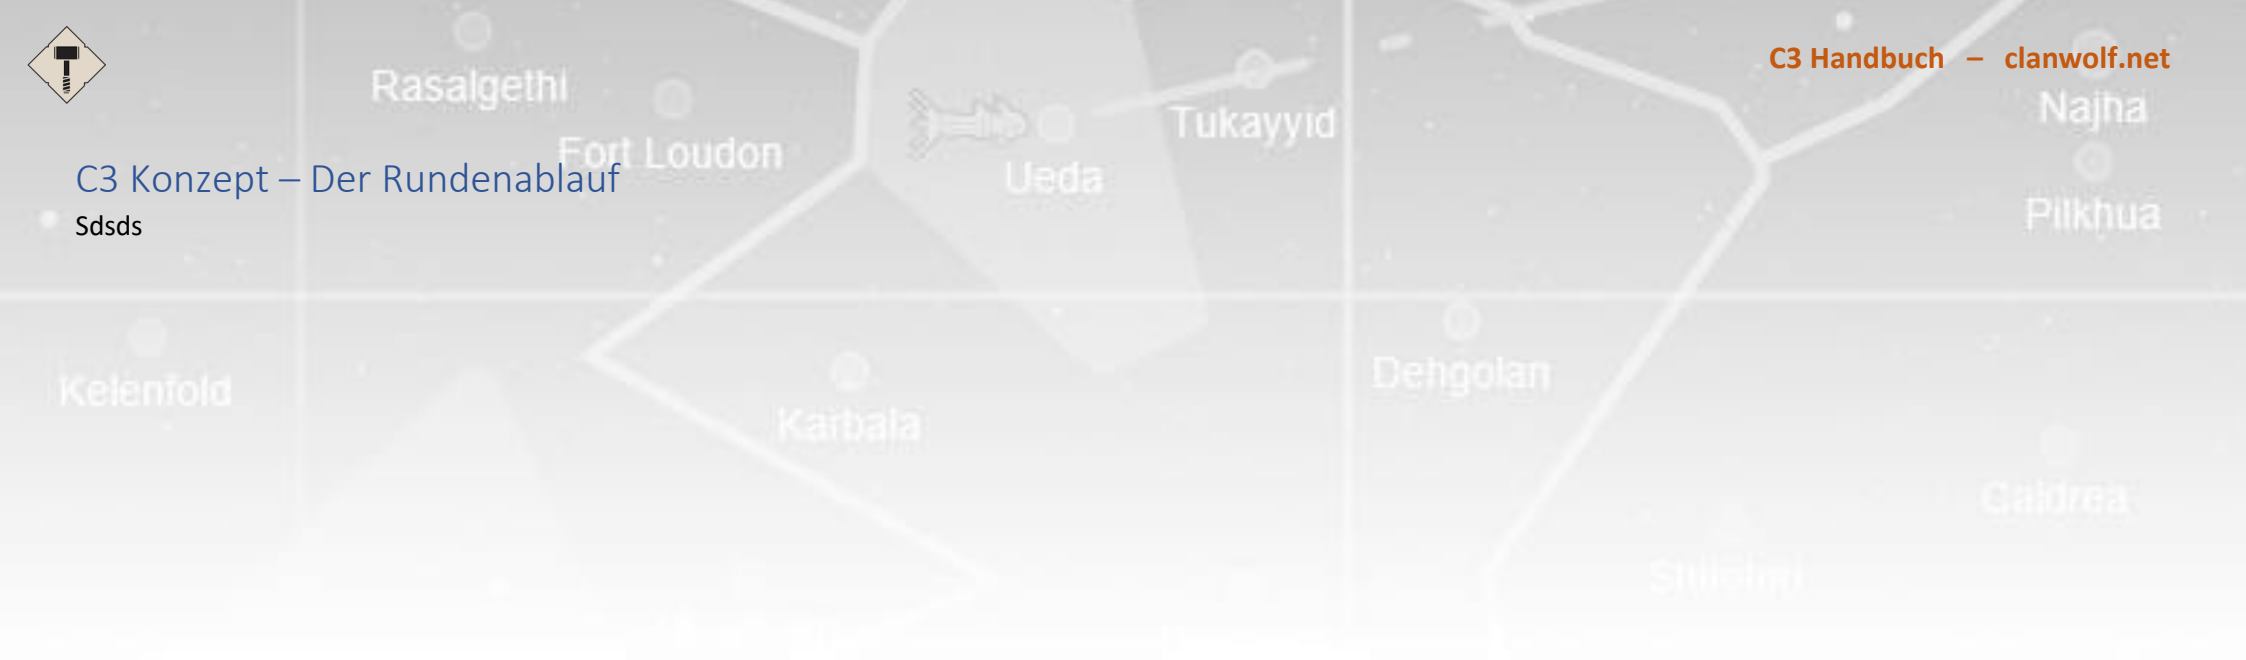 C3 Handbuch – clanwolf.net
Rasalgethi
Fort Loudon
Tukayyid
Najha
C3 Konzept – Der Rundenablauf
Ueda
Pilkhua
Sdsds
Kelenfold
Karbala
Dehgolan
Caldrea